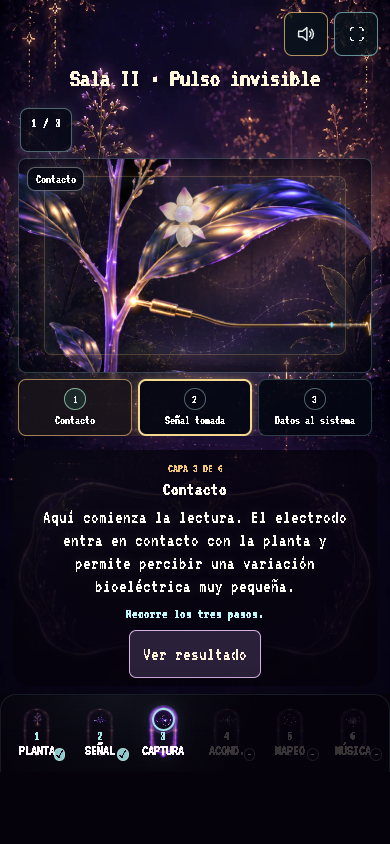 Sala II · Pulso invisible
1 / 3
Contacto
1
Contacto
2
Señal tomada
3
Datos al sistema
CAPA 3 DE 6
Contacto
Aquí comienza la lectura. El electrodo
entra en contacto con la planta y
permite percibir una variación
bioeléctrica muy pequeña.
Recorre los tres pasos.
Ver resultado
1
PLANTA
2
SEÑAL
3
CAPTURA
4
ACOND.
5
MAPEO
6
MÚSICA